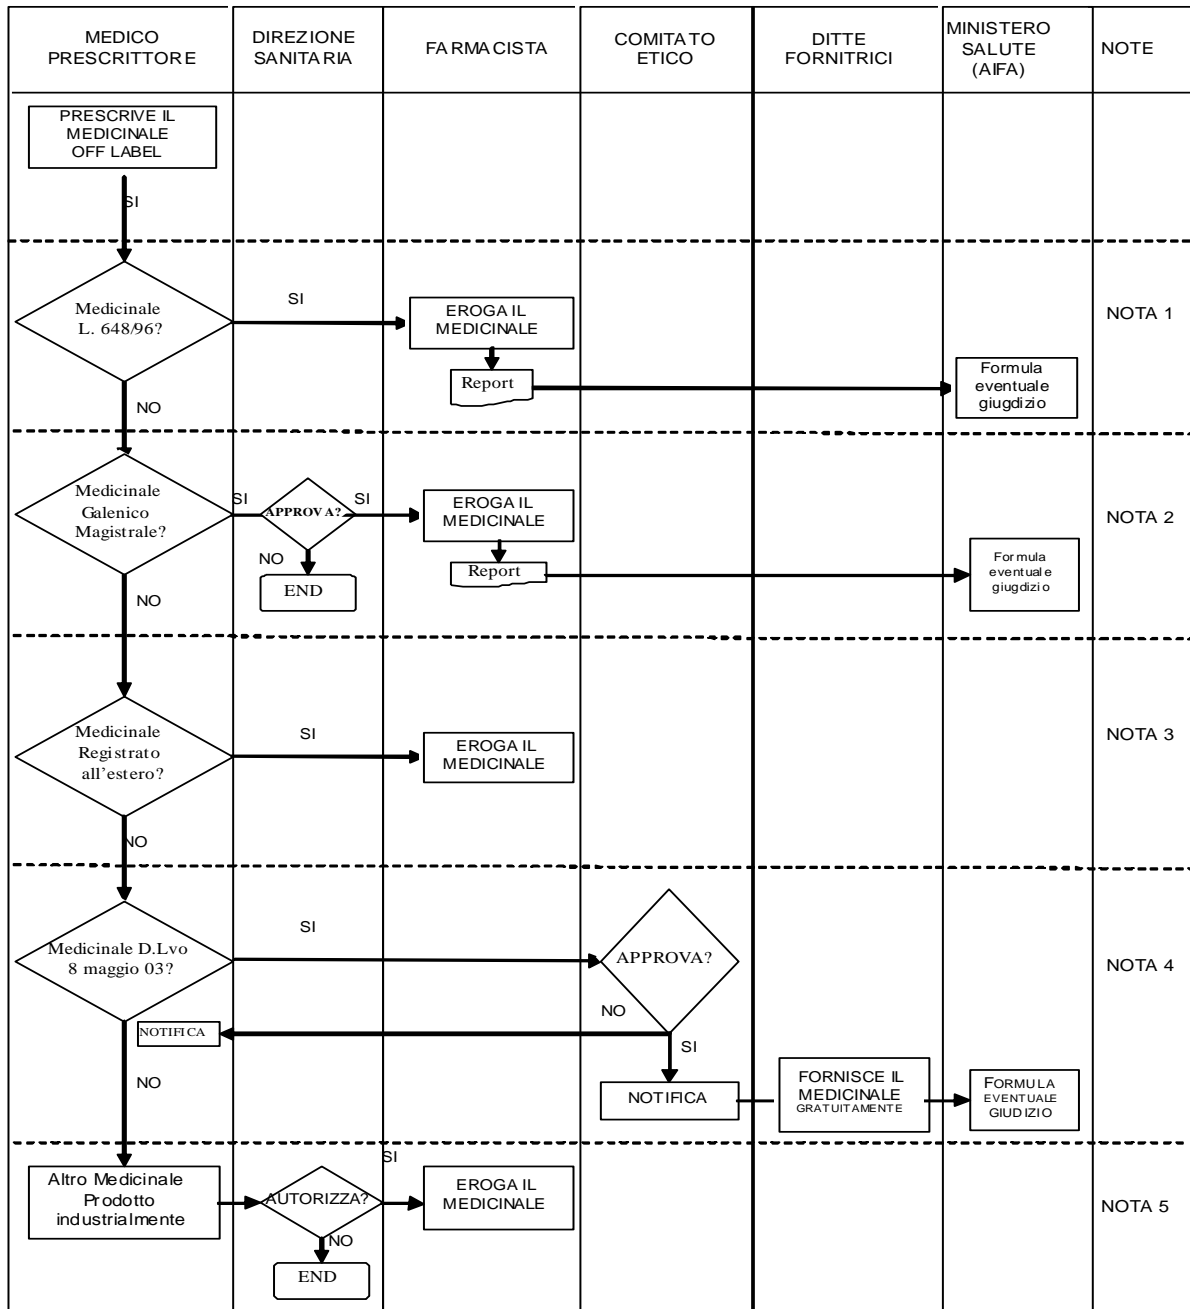 MEDICO
PRESCRITTORE
DIREZIONE
SANITARIA
FARMACISTA
COMITATO
ETICO
DITTE
FORNITRICI
MINISTERO
SALUTE
(AIFA)
NOTE
PRESCRIVE IL
MEDICINALE
OFF LABEL
SI
Medicinale
L. 648/96?
SI
EROGA IL
MEDICINALE
Report
Formula
eventuale
giugdizio
NOTA 1
NO
Medicinale
Galenico
Magistrale?
SI
APPROVA?
SI
EROGA IL
MEDICINALE
NO
END
Report
Formula
eventuale
giugdizio
NOTA 2
NO
Medicinale
Registrato
all'estero?
SI
EROGA IL
MEDICINALE
NOTA 3
NO
Medicinale D.Lvo
8 maggio 03?
SI
APPROVA?
NOTA 4
NO
NOTIFICA
SI
NO
NOTIFICA
FORNISCE IL
MEDICINALE
GRATUITAMENTE
FORMULA
EVENTUALE
GIUDIZIO
Altro Medicinale
Prodotto
industrialmente
AUTORIZZA?
SI
EROGA IL
MEDICINALE
NOTA 5
NO
END